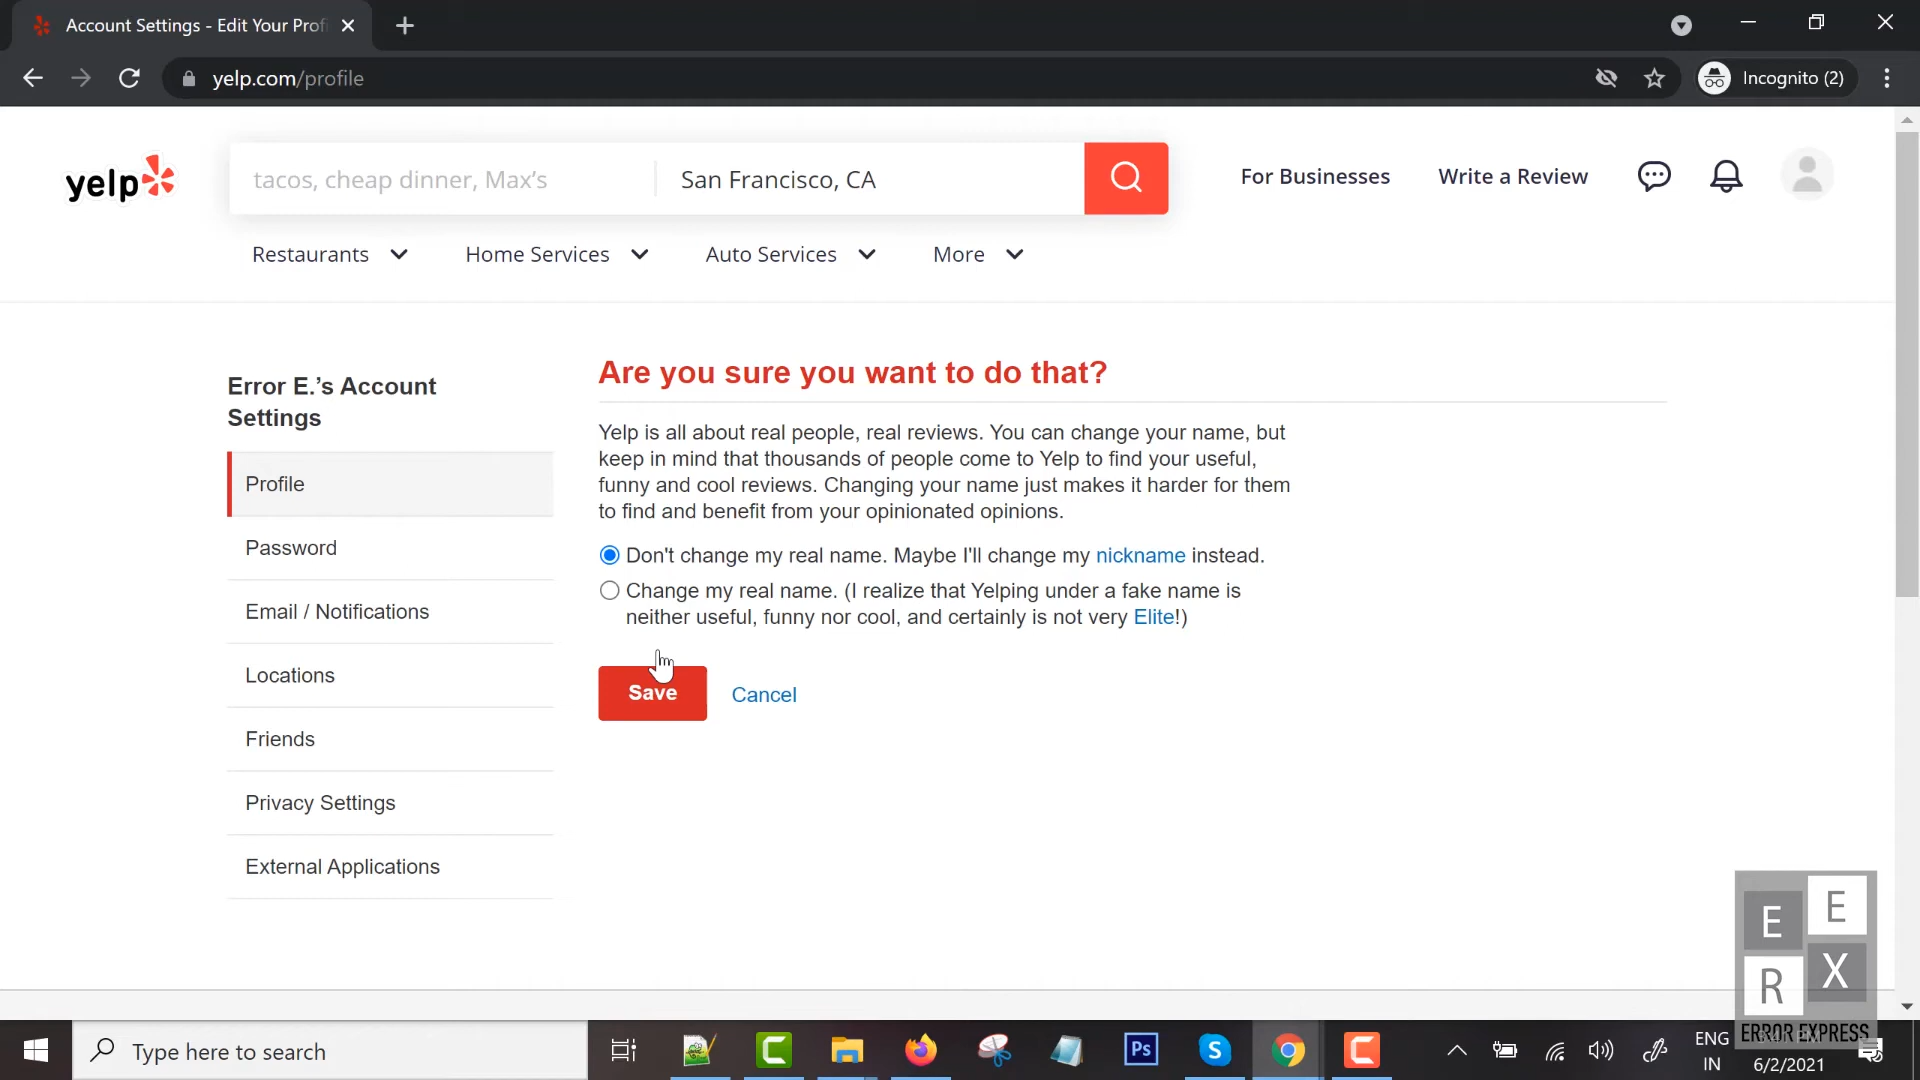 Account Settings - Edit Your Prof
yelp.com/profile
Incognito (2)
yelp
tacos, cheap dinner, Max's
San Francisco, CA
For Businesses
Write a Review
Restaurants
Home Services
Auto Services
More
Error E.'s Account
Settings
Profile
Password
Email / Notifications
Locations
Friends
Privacy Settings
External Applications
Are you sure you want to do that?
Yelp is all about real people, real reviews. You can change your name, but
keep in mind that thousands of people come to Yelp to find your useful,
funny and cool reviews. Changing your name just makes it harder for them
to find and benefit from your opinionated opinions.
Don't change my real name. Maybe I'll change my nickname instead.
Change my real name. (I realize that Yelping under a fake name is
neither useful, funny nor cool, and certainly is not very Elite!)
Save
Cancel
E E
R X
ERROR EXPRESS
Type here to search
Ps
S
ENG
IN
6/2/2021